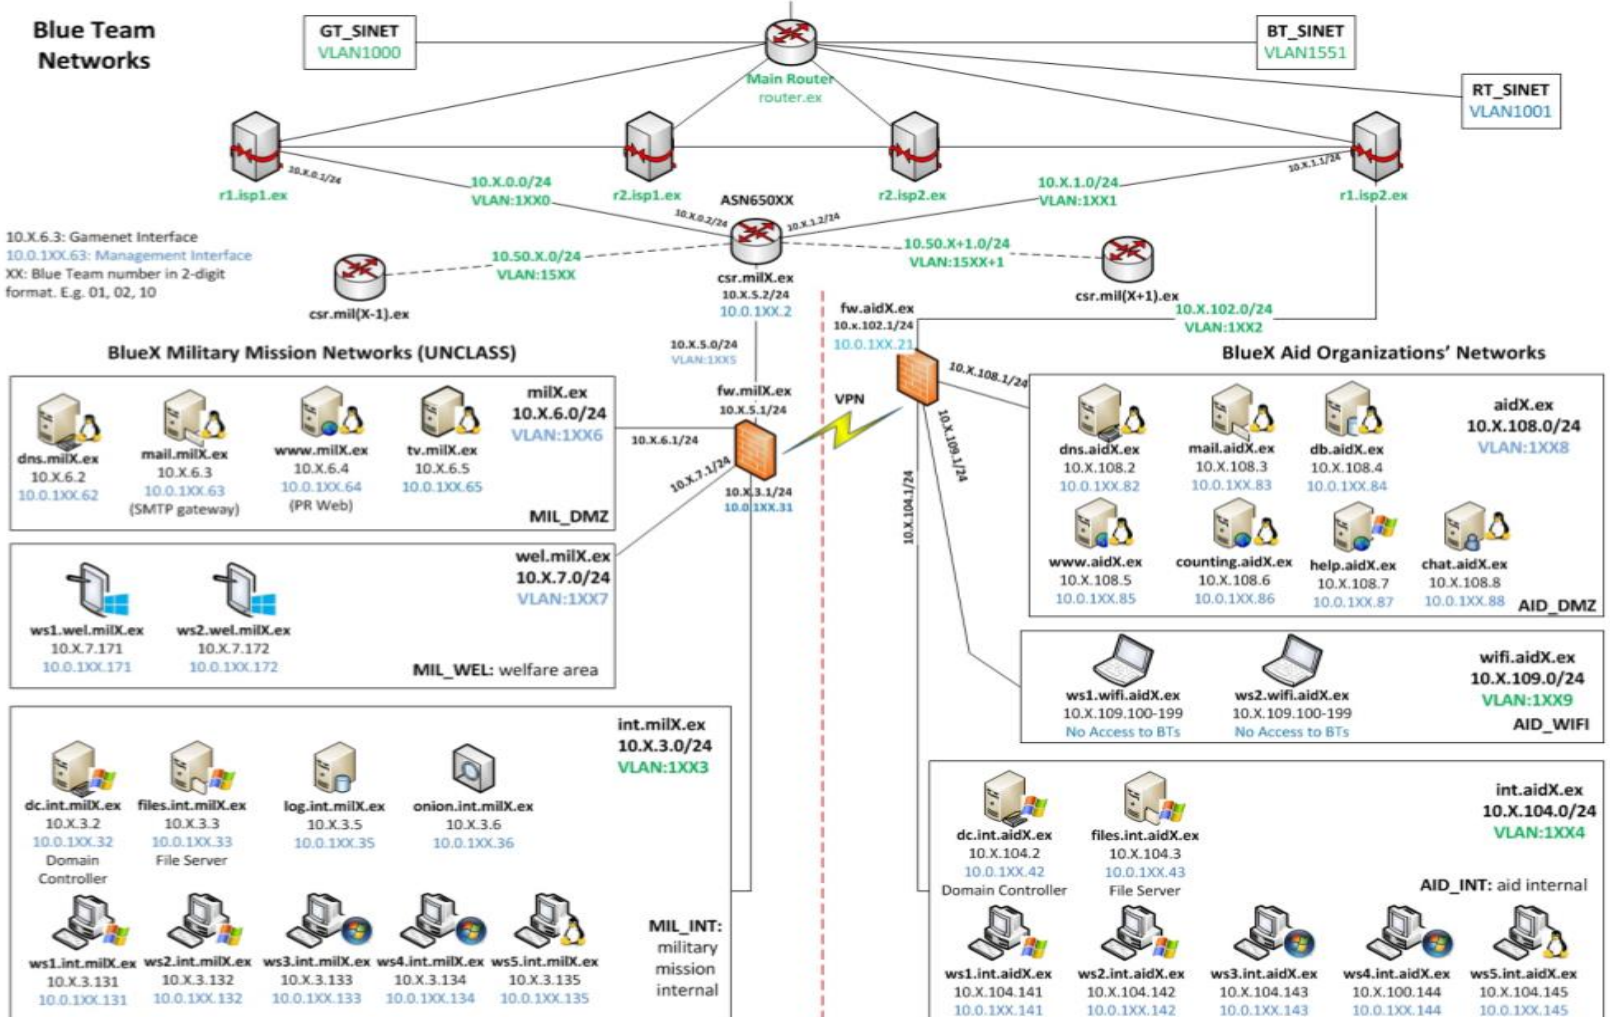 Blue Team
Networks
GT_SINET
VLAN1000
Main Router
router.ex
BT_SINET
VLAN1551
RT_SINET
VLAN1001
r1.isp1.ex
10.X.0.1/24
r2.isp1.ex
r2.isp2.ex
r1.isp2.ex
10.X.1.1/24
10.X.0.0/24
VLAN:1XX0
10.X.1.0/24
VLAN:1XX1
ASN650XX
10.X.0.2/24
10.X.1.2/24
10.X.6.3: Gamenet Interface
10.0.1XX.63: Management Interface
XX: Blue Team number in 2-digit
format. E.g. 01, 02, 10
10.50.X.0/24
VLAN:15XX
10.50.X+1.0/24
VLAN:15XX+1
csr.mil(X-1).ex
csr.milX.ex
10.X.5.2/24
10.0.1XX.2
csr.mil(X+1).ex
10.X.102.0/24
VLAN:1XX2
fw.aidX.ex
10.x.102.1/24
10.0.1XX.21
10.X.5.0/24
VLAN:1XX5
fw.milX.ex
10.X.5.1/24
VPN
10.X.6.1/24
10.X.7.1/24
10.X.3.1/24
10.0.1XX.31
10.X.108.1/24
10.X.109.1/24
10.X.104.1/24
BlueX Military Mission Networks (UNCLASS)
milX.ex
10.X.6.0/24
VLAN:1XX6
dns.milX.ex
10.X.6.2
10.0.1XX.62
mail.milX.ex
10.X.6.3
10.0.1XX.63
(SMTP gateway)
www.milX.ex
10.X.6.4
10.0.1XX.64
(PR Web)
tv.milX.ex
10.X.6.5
10.0.1XX.65
MIL_DMZ
wel.milX.ex
10.X.7.0/24
VLAN:1XX7
ws1.wel.milX.ex
10.X.7.171
10.0.1XX.171
ws2.wel.milX.ex
10.X.7.172
10.0.1XX.172
MIL_WEL: welfare area
int.milX.ex
10.X.3.0/24
VLAN:1XX3
dc.int.milX.ex
10.X.3.2
10.0.1XX.32
Domain
Controller
files.int.milX.ex
10.X.3.3
10.0.1XX.33
File Server
log.int.milX.ex
10.X.3.5
10.0.1XX.35
onion.int.milX.ex
10.X.3.6
10.0.1XX.36
ws1.int.milX.ex
10.X.3.131
10.0.1XX.131
ws2.int.milX.ex
10.X.3.132
10.0.1XX.132
ws3.int.milX.ex
10.X.3.133
10.0.1XX.133
ws4.int.milX.ex
10.X.3.134
10.0.1XX.134
ws5.int.milX.ex
10.X.3.135
10.0.1XX.135
MIL_INT:
military
mission
internal
BlueX Aid Organizations' Networks
aidX.ex
10.X.108.0/24
VLAN:1XX8
dns.aidX.ex
10.X.108.2
10.0.1XX.82
mail.aidX.ex
10.X.108.3
10.0.1XX.83
db.aidX.ex
10.X.108.4
10.0.1XX.84
www.aidX.ex
10.X.108.5
10.0.1XX.85
counting.aidX.ex
10.X.108.6
10.0.1XX.86
help.aidX.ex
10.X.108.7
10.0.1XX.87
chat.aidX.ex
10.X.108.8
10.0.1XX.88
AID_DMZ
wifi.aidX.ex
10.X.109.0/24
VLAN:1XX9
AID_WIFI
ws1.wifi.aidX.ex
10.X.109.100-199
No Access to BTs
ws2.wifi.aidX.ex
10.X.109.100-199
No Access to BTs
int.aidX.ex
10.X.104.0/24
VLAN:1XX4
dc.int.aidX.ex
10.X.104.2
10.0.1XX.42
Domain Controller
files.int.aidX.ex
10.X.104.3
10.0.1XX.43
File Server
AID_INT: aid internal
ws1.int.aidX.ex
10.X.104.141
10.0.1XX.141
ws2.int.aidX.ex
10.X.104.142
10.0.1XX.142
ws3.int.aidX.ex
10.X.104.143
10.0.1XX.143
ws4.int.aidX.ex
10.X.100.144
10.0.1XX.144
ws5.int.aidX.ex
10.X.104.145
10.0.1XX.145